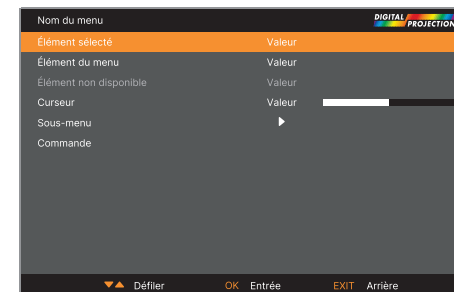 Nom du menu DIGITAL PROJECTION
Élément sélecté Valeur
Élément du menu Valeur
Élément non disponible Valeur
Curseur Valeur
Sous-menu
Commande
Défiler OK Entrée EXIT Arrière